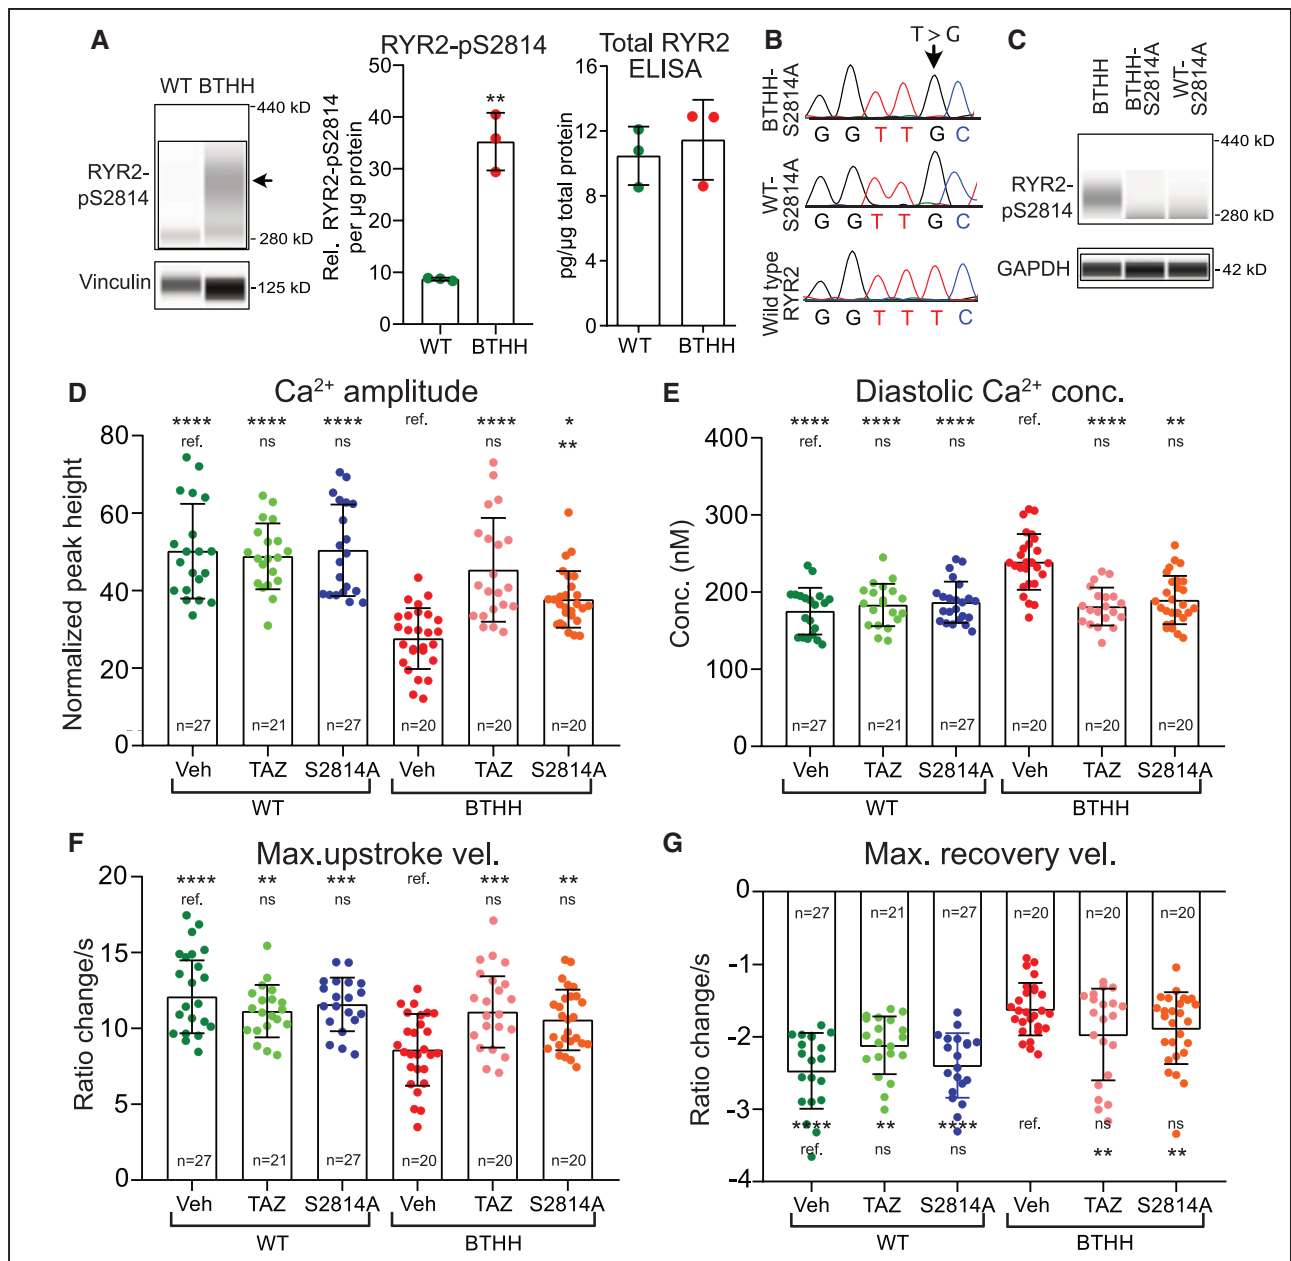 A
WT BTHH
-440 kD
RYR2-
pS2814
-280 kD
Vinculin
-125 kD
RYR2-pS2814
Rel. RYR2-pS2814
per µg protein
50
40
30
20
10
0
**
WT
BTHH
Total RYR2
ELISA
pg/µg total protein
16
12
8
4
0
WT
BTHH
B
T > G
BTHH-
S2814A
G G T T G C
WT-
S2814A
G G T T G C
Wild type
RYR2
G G T T T C
C
BTHH
BTHH-
S2814A
WT-
S2814A
-440 kD
RYR2-
pS2814
-280 kD
GAPDH
-42 kD
D
Ca²⁺ amplitude
Normalized peak height
80
60
40
20
0
**** **** **** ref. **** *
ref. ns ns ns **
n=27 n=21 n=27 n=20 n=20 n=20
Veh TAZ S2814A Veh TAZ S2814A
WT BTHH
E
Diastolic Ca²⁺ conc.
Conc. (nM)
400
300
200
100
0
**** **** **** ref. **** **
ref. ns ns ns ns
n=27 n=21 n=27 n=20 n=20 n=20
Veh TAZ S2814A Veh TAZ S2814A
WT BTHH
F
Max.upstroke vel.
Ratio change/s
20
15
10
5
0
**** ** *** ref. *** **
ref. ns ns ns ns
n=27 n=21 n=27 n=20 n=20 n=20
Veh TAZ S2814A Veh TAZ S2814A
WT BTHH
G
Max. recovery vel.
Ratio change/s
0
-1
-2
-3
-4
n=27 n=21 n=27 n=20 n=20 n=20
**** ** **** ref. ns ns
ref. ns ns ** **
Veh TAZ S2814A Veh TAZ S2814A
WT BTHH